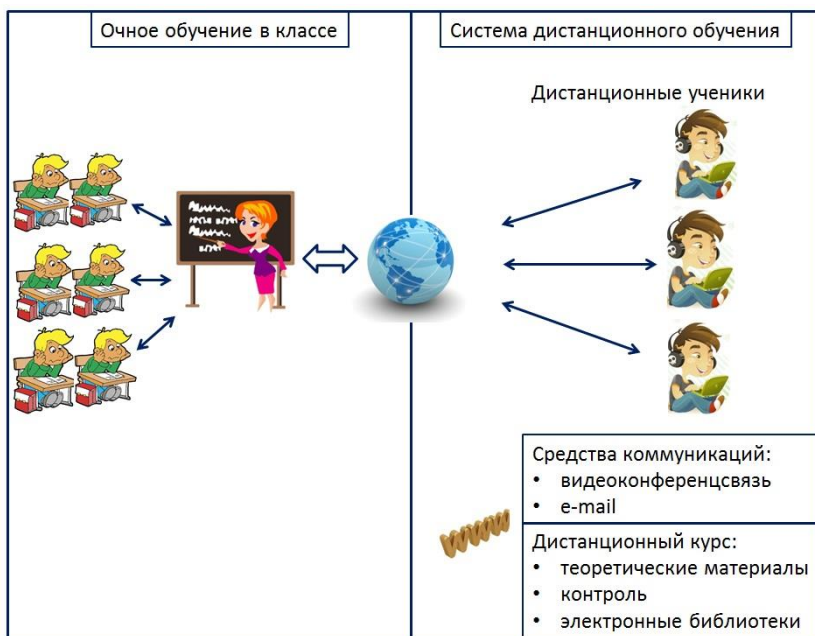 Очное обучение в классе
Система дистанционного обучения
Дистанционные ученики
www
Средства коммуникаций:
• видеоконференцсвязь
• e-mail
Дистанционный курс:
• теоретические материалы
• контроль
• электронные библиотеки